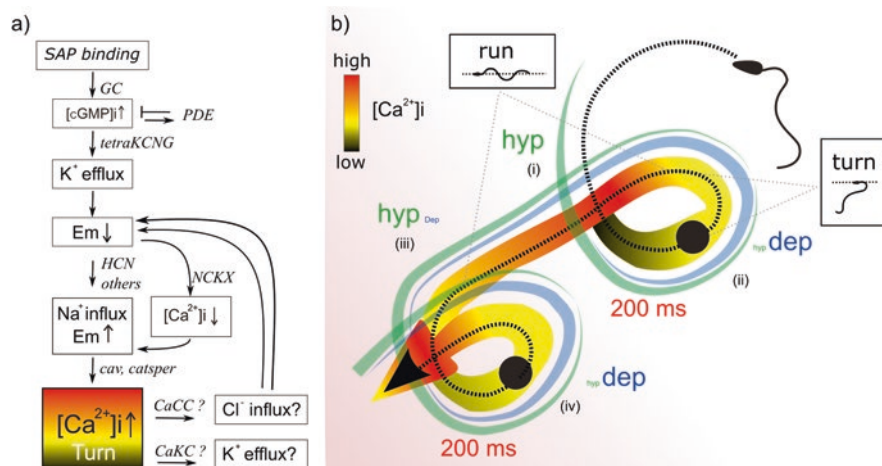 a)
SAP binding
GC
[cGMP]i↑
PDE
tetraKCNG
K⁺ efflux
Em↓
HCN
others
NCKX
Na⁺influx
Em↑
[Ca²⁺]i↓
cav, catsper
[Ca²⁺]i↑
Turn
CaCC ?
Cl⁻ influx?
CaKC ?
K⁺ efflux?
b)
high
[Ca²⁺]i
low
run
turn
hyp
(i)
hyp Dep
(iii)
hyp dep
(ii)
200 ms
hyp dep
(iv)
200 ms